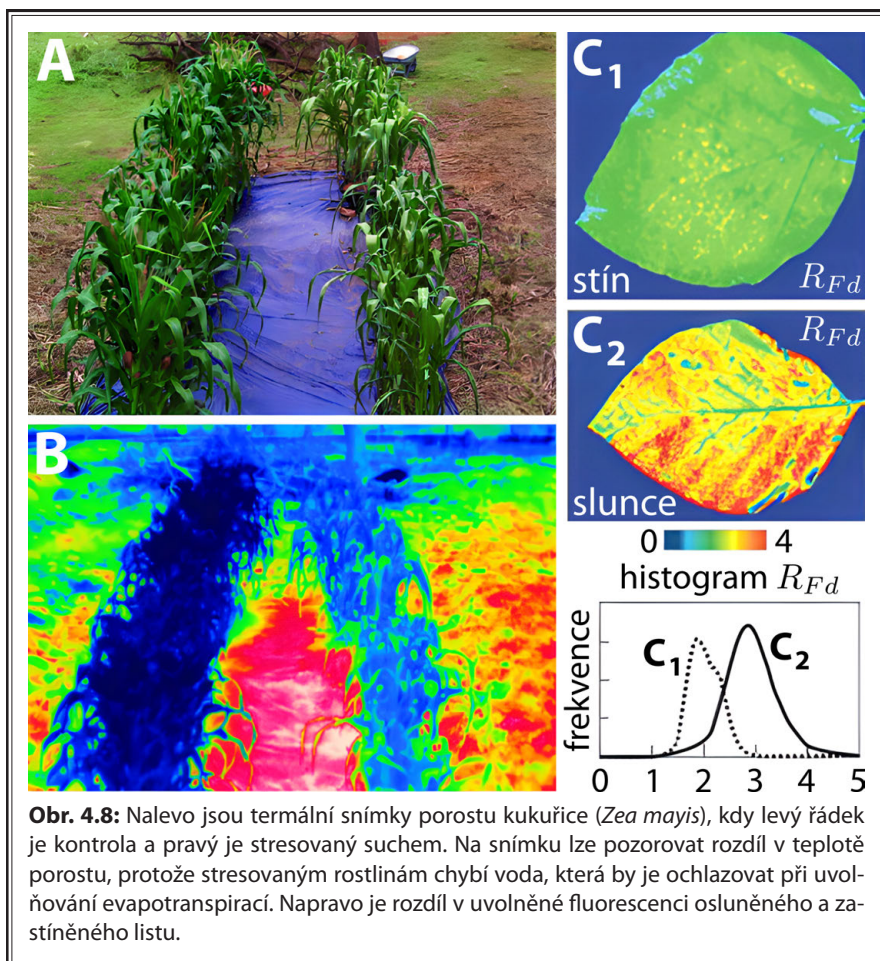 A
B
C1
stín
R_Fd
C2
R_Fd
slunce
0 4
histogram R_Fd
frekvence
C1
C2
0 1 2 3 4 5
Obr. 4.8: Nalevo jsou termální snímky porostu kukuřice (Zea mayis), kdy levý řádek
je kontrola a pravý je stresovaný suchem. Na snímku lze pozorovat rozdíl v teplotě
porostu, protože stresovaným rostlinám chybí voda, která by je ochlazovat při uvol-
ňování evapotranspirací. Napravo je rozdíl v uvolněné fluorescenci osluněného a za-
stíněného listu.